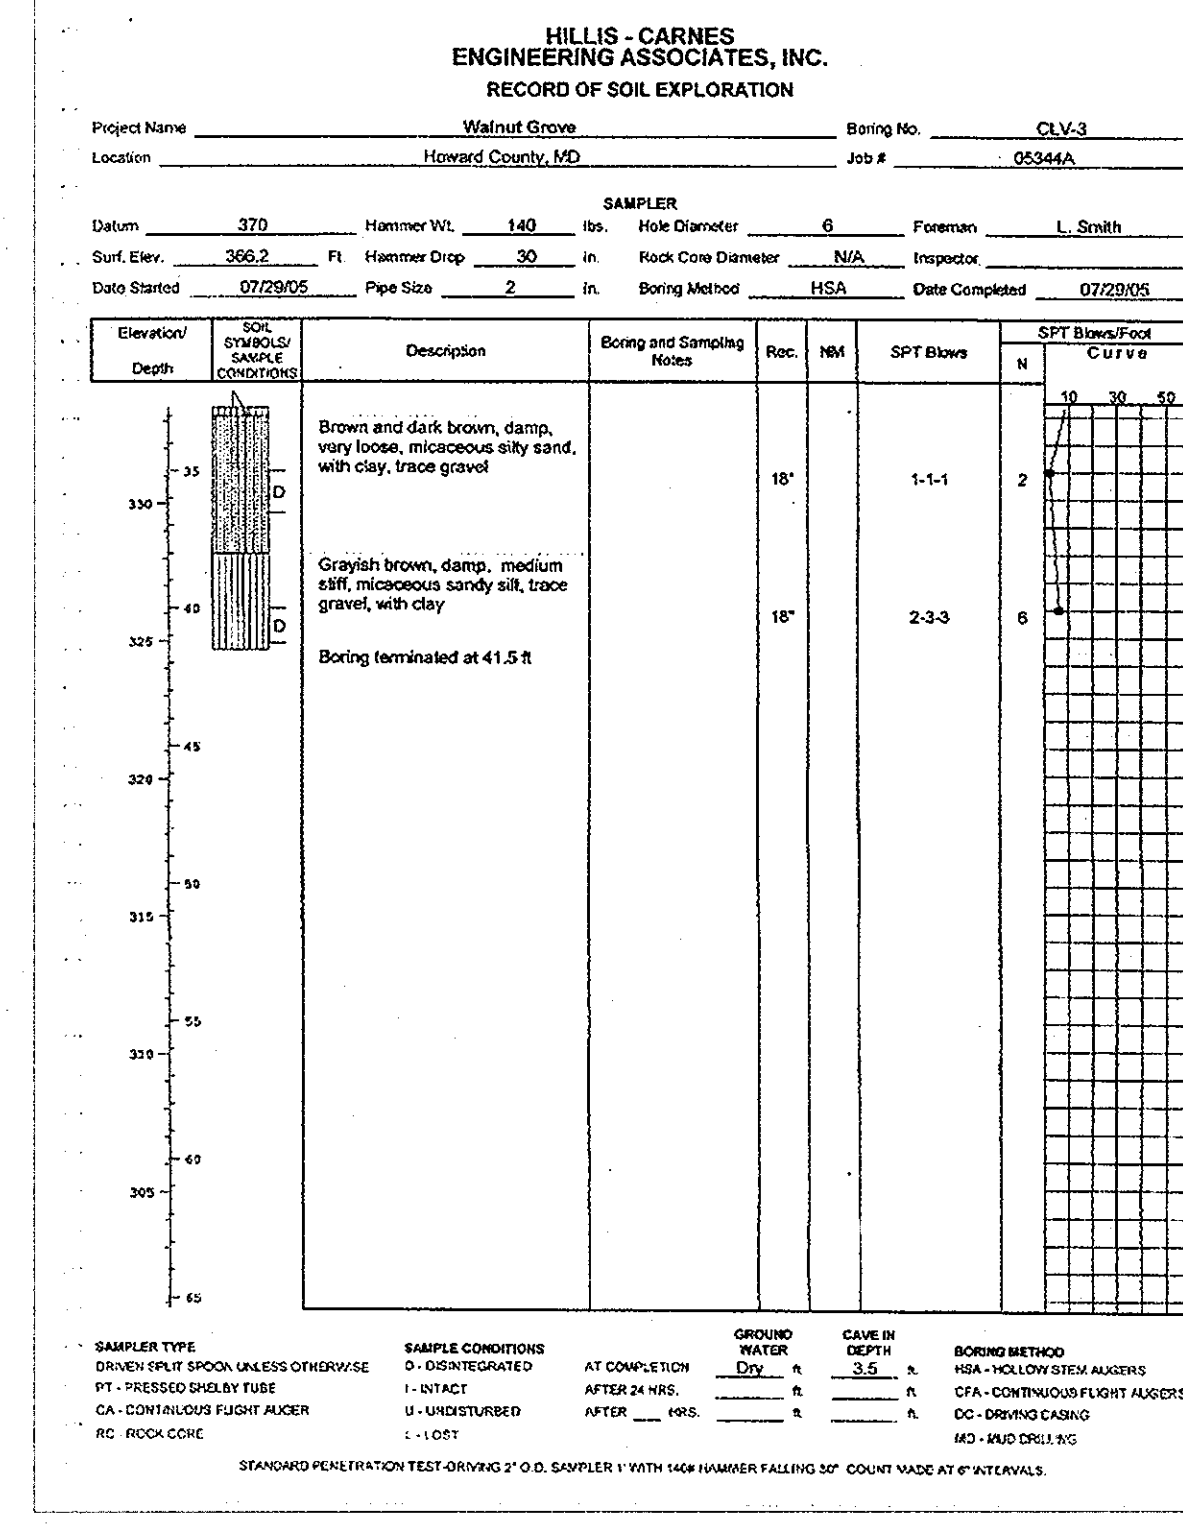 HILLIS - CARNES
ENGINEERING ASSOCIATES, INC.
RECORD OF SOIL EXPLORATION
Project Name Walnut Grove Boring No. CLV-3
Location Howard County, MD Job # 05344A
SAMPLER
Datum 370 Hammer Wt. 140 lbs. Hole Diameter 6 Foreman L. Smith
Surf. Elev. 366.2 Ft. Hammer Drop 30 in. Rock Core Diameter N/A Inspector
Date Started 07/29/05 Pipe Size 2 in. Boring Method HSA Date Completed 07/29/05
Elevation/ Depth
SOIL SYMBOLS/ SAMPLE CONDITIONS
Description
Boring and Sampling Notes
Rec.
NM
SPT Blows
SPT Blows/Foot
N
Curve
10 30 50
Brown and dark brown, damp,
very loose, micaceous silty sand,
with clay, trace gravel
35
D
18"
1-1-1
2
330
Grayish brown, damp, medium
stiff, micaceous sandy silt, trace
gravel, with clay
40
D
18"
2-3-3
6
325
Boring terminated at 41.5 ft
45
320
50
315
55
310
60
305
65
SAMPLER TYPE
DRIVEN SPLIT SPOON UNLESS OTHERWISE
PT - PRESSED SHELBY TUBE
CA - CONTINUOUS FLIGHT AUGER
RC - ROCK CORE
SAMPLE CONDITIONS
D - DISINTEGRATED
I - INTACT
U - UNDISTURBED
L - LOST
GROUND WATER
CAVE IN DEPTH
AT COMPLETION Dry ft. 3.5 ft.
AFTER 24 HRS. ft. ft.
AFTER HRS. ft. ft.
BORING METHOD
HSA - HOLLOW STEM AUGERS
CFA - CONTINUOUS FLIGHT AUGERS
DC - DRIVING CASING
MD - MUD DRILLING
STANDARD PENETRATION TEST-DRIVING 2" O.D. SAMPLER 1' WITH 140# HAMMER FALLING 30" COUNT MADE AT 6" INTERVALS.